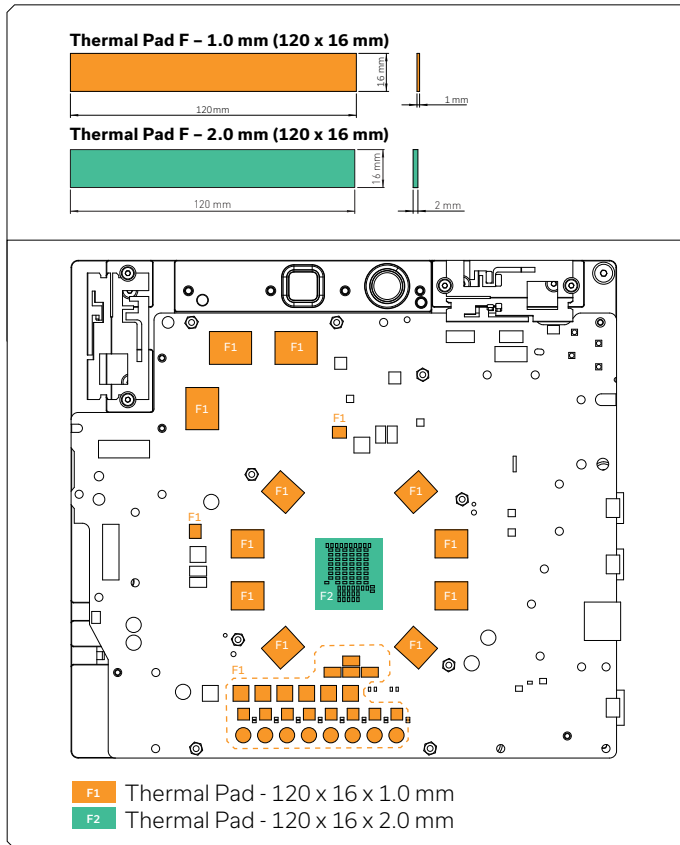 Thermal Pad F – 1.0 mm (120 x 16 mm)
16 mm
120mm
1 mm
Thermal Pad F – 2.0 mm (120 x 16 mm)
16 mm
120 mm
2 mm
F1 F1
F1
F1
F1 F1
F1
F1 F1
F2
F1 F1
F1 F1
F1
F1 Thermal Pad - 120 x 16 x 1.0 mm
F2 Thermal Pad - 120 x 16 x 2.0 mm